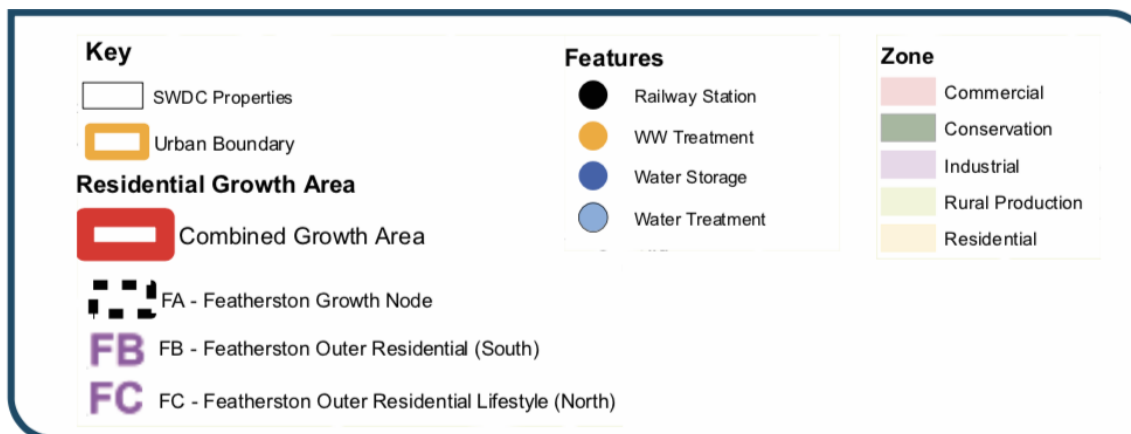 Key
SWDC Properties
Urban Boundary
Residential Growth Area
Combined Growth Area
FA - Featherston Growth Node
FB FB - Featherston Outer Residential (South)
FC FC - Featherston Outer Residential Lifestyle (North)
Features
Railway Station
WW Treatment
Water Storage
Water Treatment
Zone
Commercial
Conservation
Industrial
Rural Production
Residential